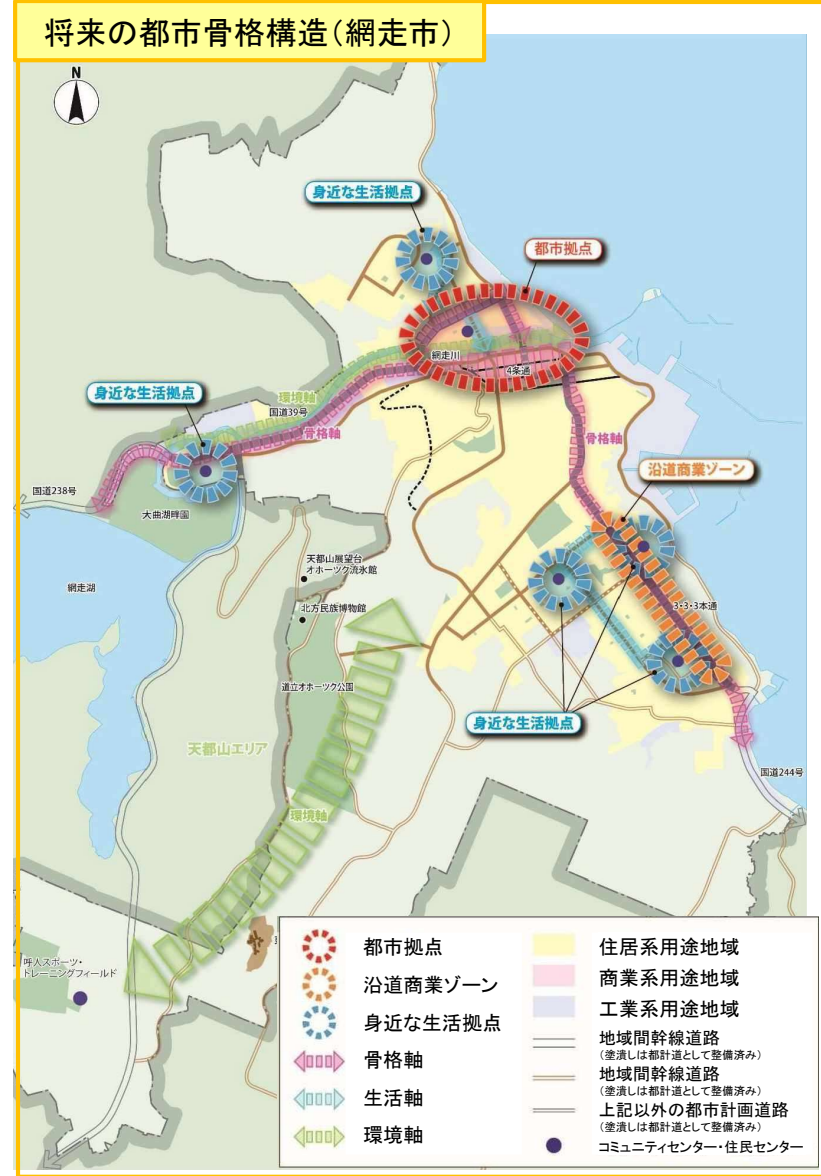 将来の都市骨格構造(網走市)
N
身近な生活拠点
都市拠点
網走川
4条通
環境軸
国道39号
骨格軸
身近な生活拠点
骨格軸
沿道商業ゾーン
国道238号
大曲湖畔園
網走湖
天都山展望台
オホーツク流氷館
北方民族博物館
3・3・3本通
道立オホーツク公園
身近な生活拠点
天都山エリア
国道244号
環境軸
呼人スポーツ・
トレーニングフィールド
都市拠点
沿道商業ゾーン
身近な生活拠点
骨格軸
生活軸
環境軸
住居系用途地域
商業系用途地域
工業系用途地域
地域間幹線道路
(塗潰しは都計道として整備済み)
地域間幹線道路
(塗潰しは都計道として整備済み)
上記以外の都市計画道路
(塗潰しは都計道として整備済み)
コミュニティセンター・住民センター